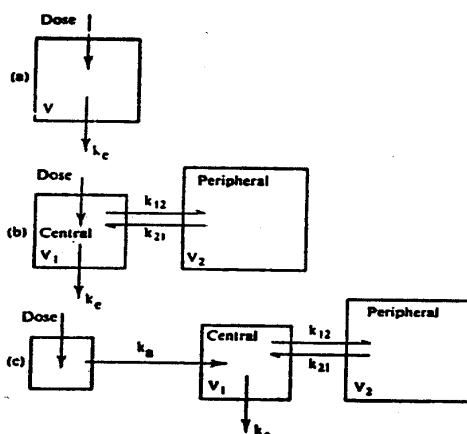 Dose
(a)
V
ke
Dose
Peripheral
k12
(b)
Central
k21
V1
V2
ke
Dose
Peripheral
Central
k12
ka
(c)
k21
V1
V2
ke